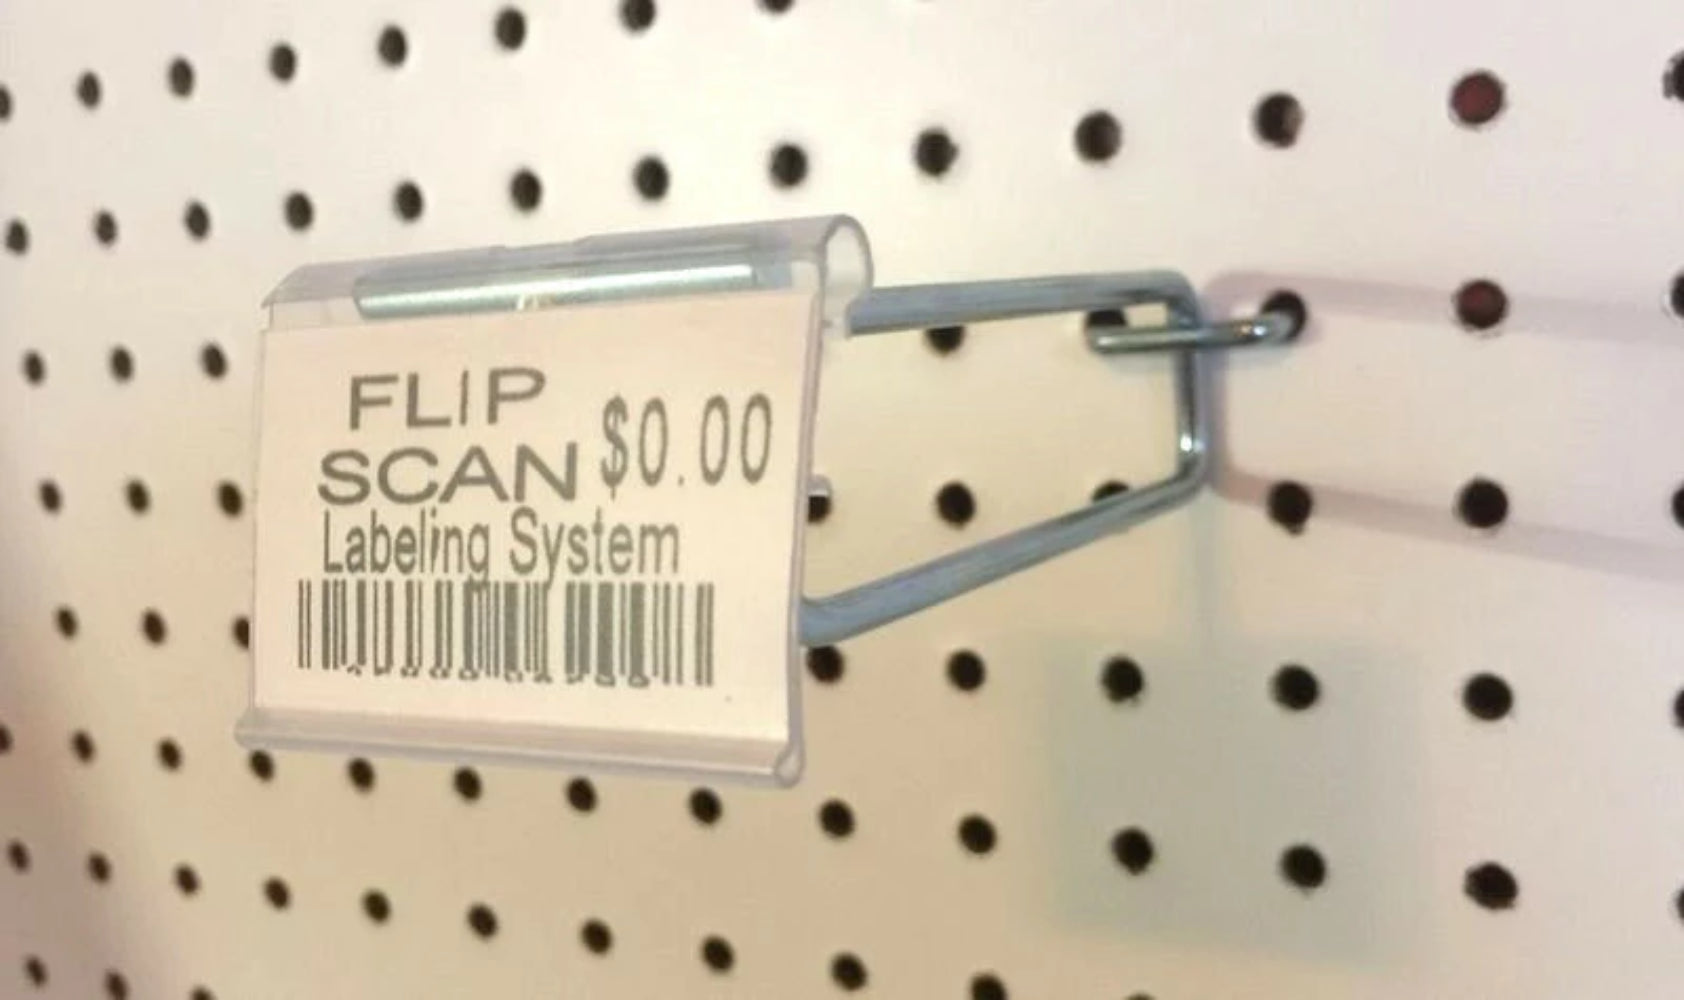 FLIP
SCAN $0.00
Labeling System